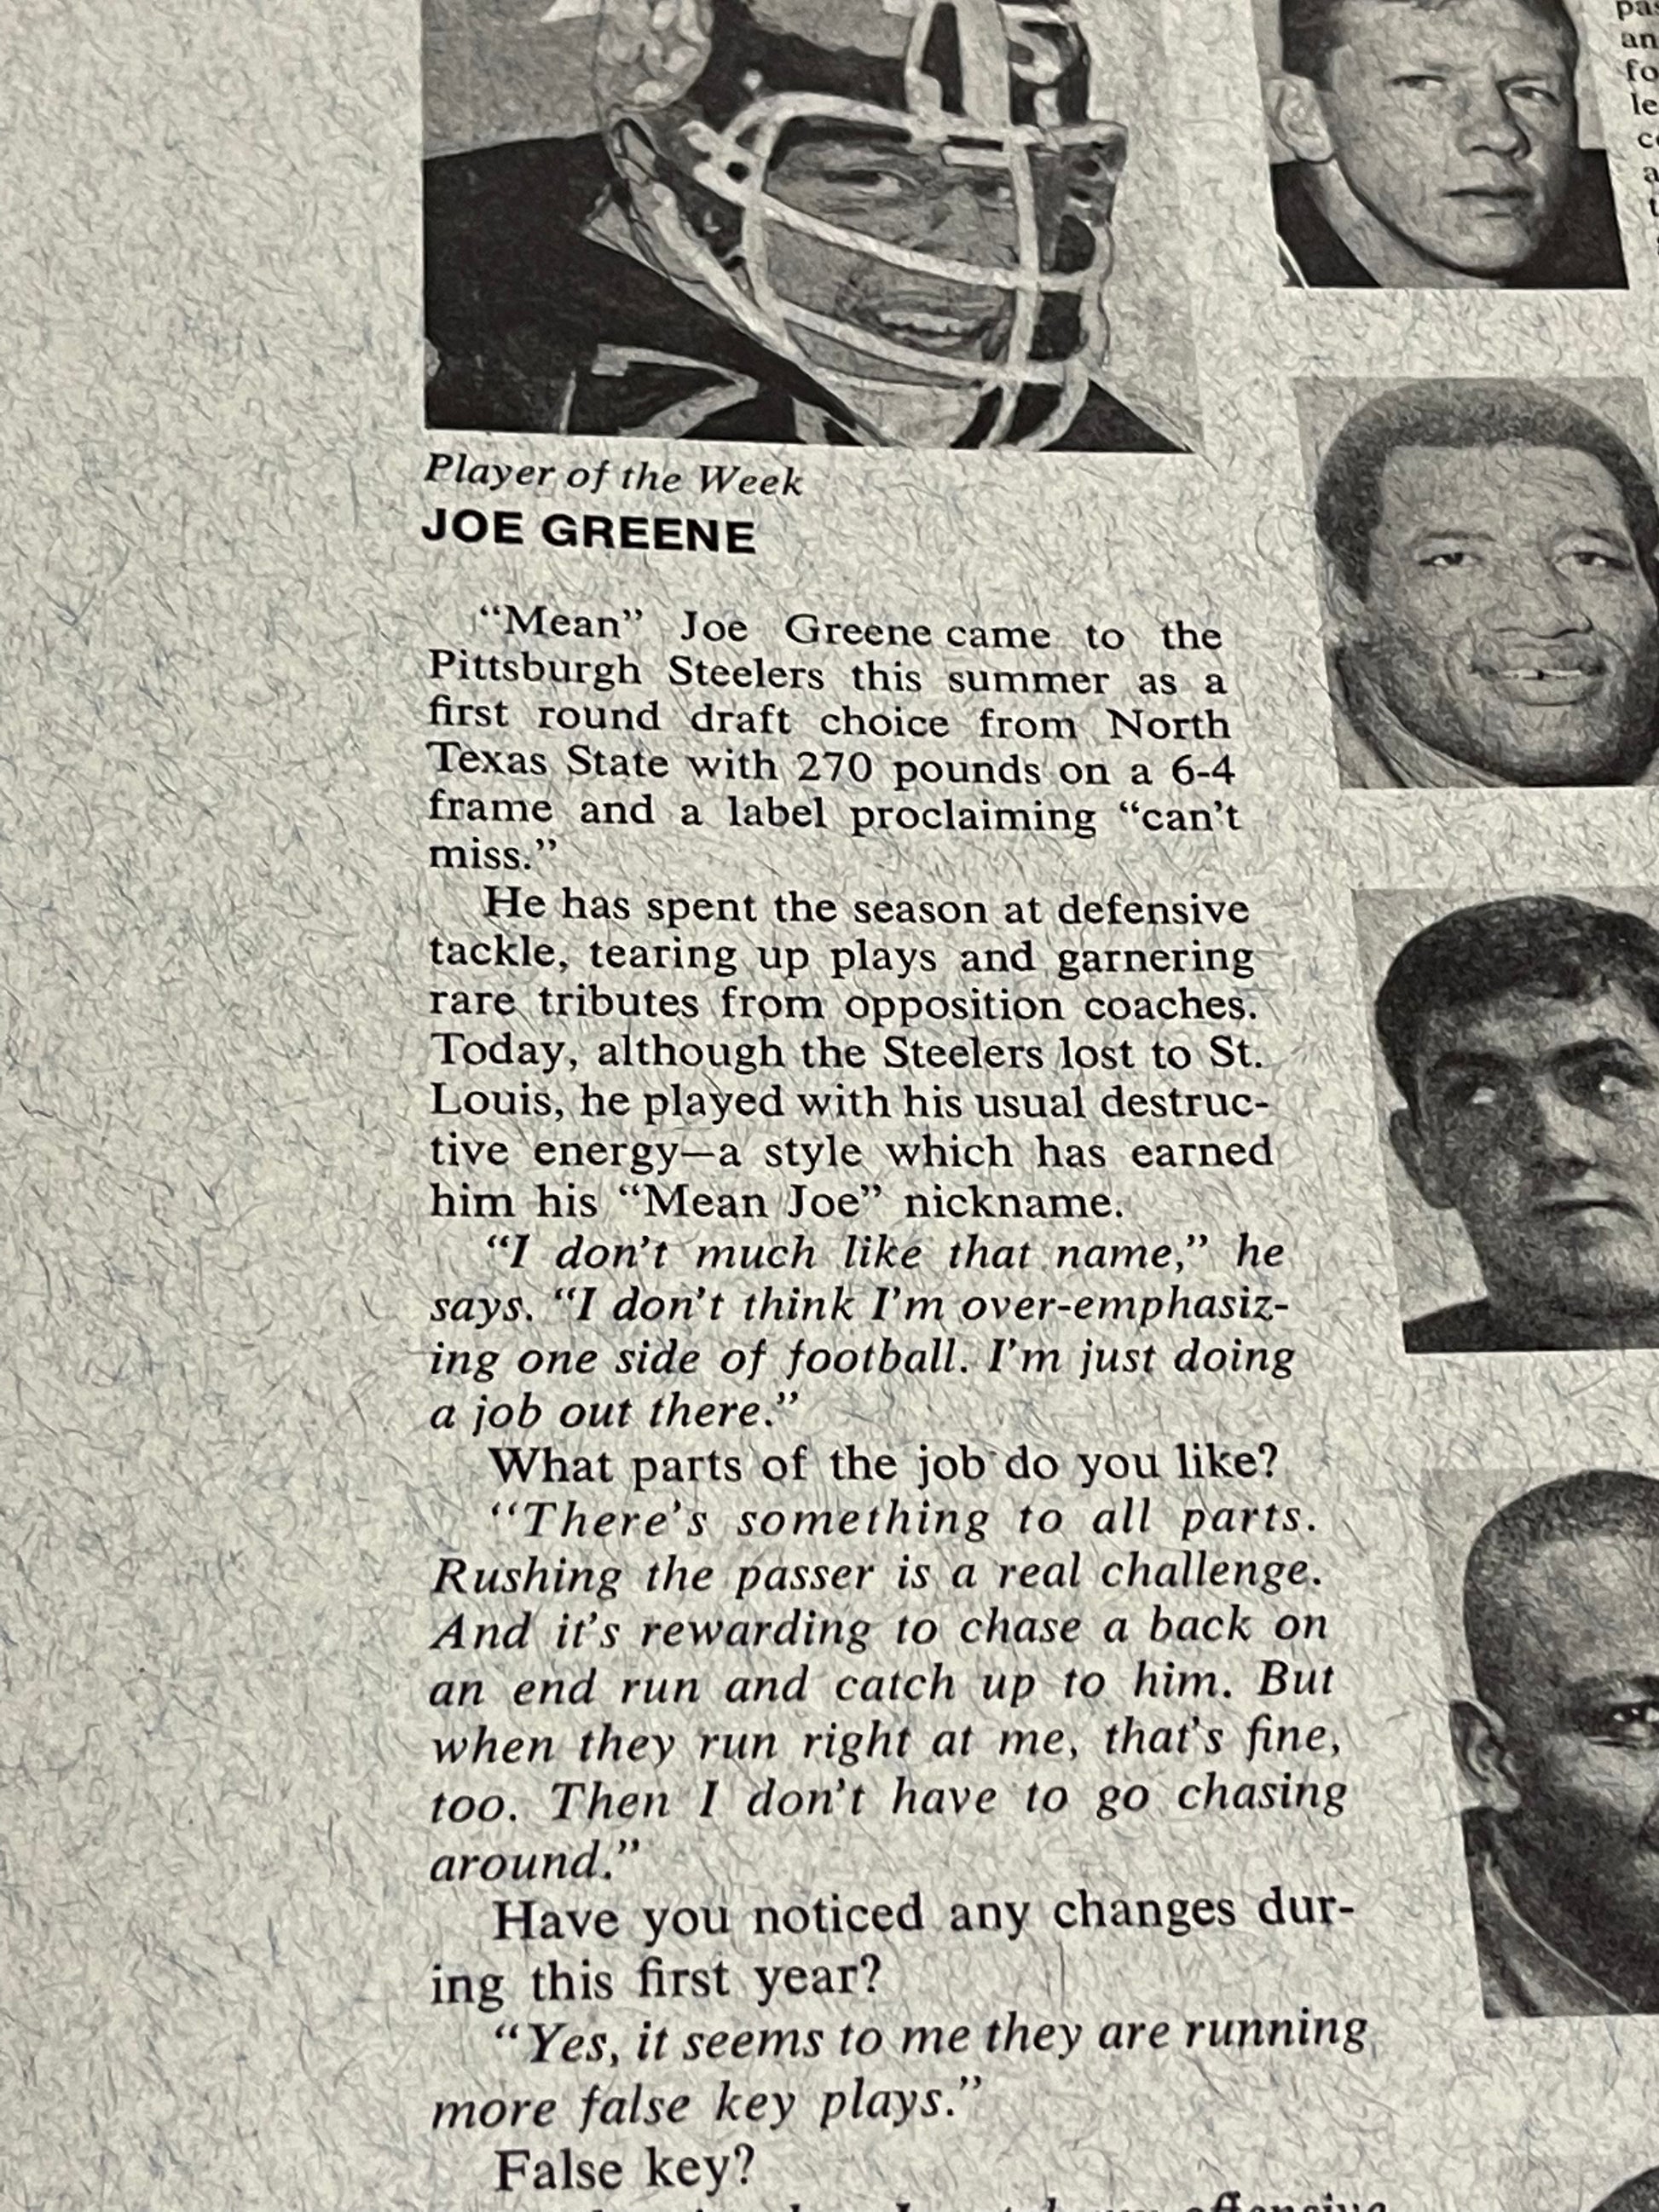 Player of the Week
JOE GREENE
“Mean” Joe Greene came to the
Pittsburgh Steelers this summer as a
first round draft choice from North
Texas State with 270 pounds on a 6-4
frame and a label proclaiming “can't
miss.”
He has spent the season at defensive
tackle, tearing up plays and garnering
rare tributes from opposition coaches.
Today, although the Steelers lost to St.
Louis, he played with his usual destruc-
tive energy—a style which has earned
him his “Mean Joe” nickname.
“I don't much like that name,” he
says. “I don't think I'm over-emphasiz-
ing one side of football. I'm just doing
a job out there.”
What parts of the job do you like?
“There's something to all parts.
Rushing the passer is a real challenge.
And it's rewarding to chase a back on
an end run and catch up to him. But
when they run right at me, that's fine,
too. Then I don't have to go chasing
around.”
Have you noticed any changes dur-
ing this first year?
“Yes, it seems to me they are running
more false key plays.”
False key?
offensive